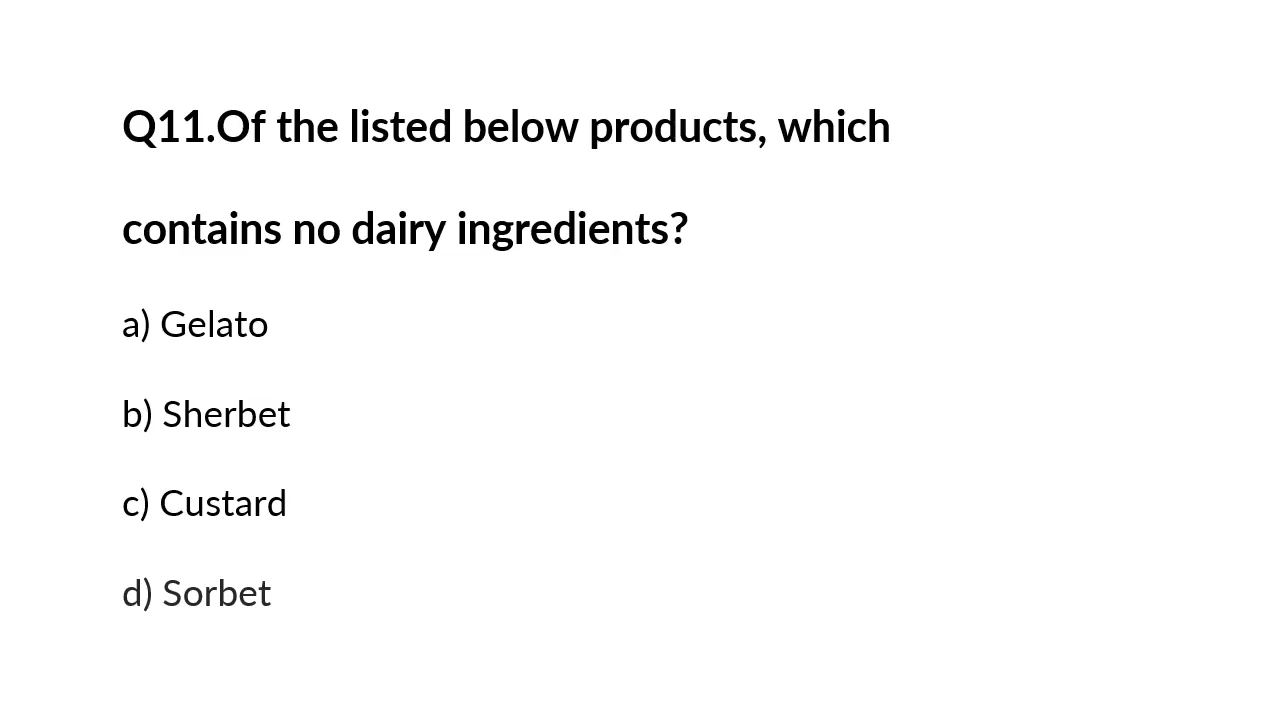 Q11.Of the listed below products, which
contains no dairy ingredients?
a) Gelato
b) Sherbet
c) Custard
d) Sorbet